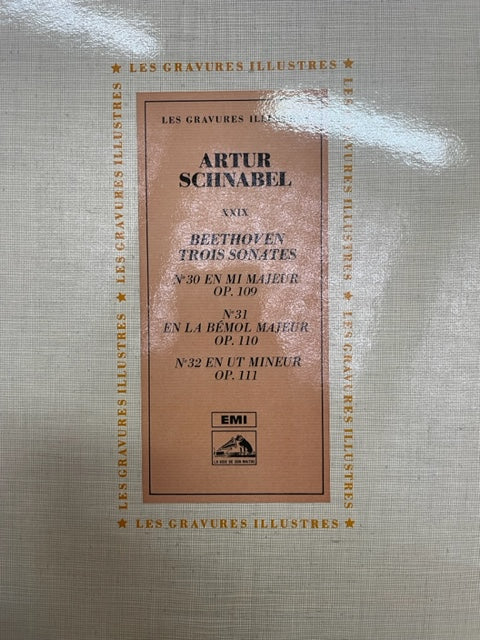 ★ LES GRAVURES ILLUSTRES ★
LES GRAVURES ILLUSTRES ★ LES GRAVURES ILLUSTRES
LES GRAVURES ILLUSTRES ★ LES GRAVURES ILLUSTRES
LES GRAVURES
ARTUR
SCHNABEL
XXIX
BEETHOVEN
TROIS SONATES
N°30 EN MI MAJEUR
OP. 109
N°31
EN LA BÉMOL MAJEUR
OP. 110
N°32 EN UT MINEUR
OP. 111
EMI
LA VOIX DE SON MAITRE
★ LES GRAVURES ILLUSTRES ★